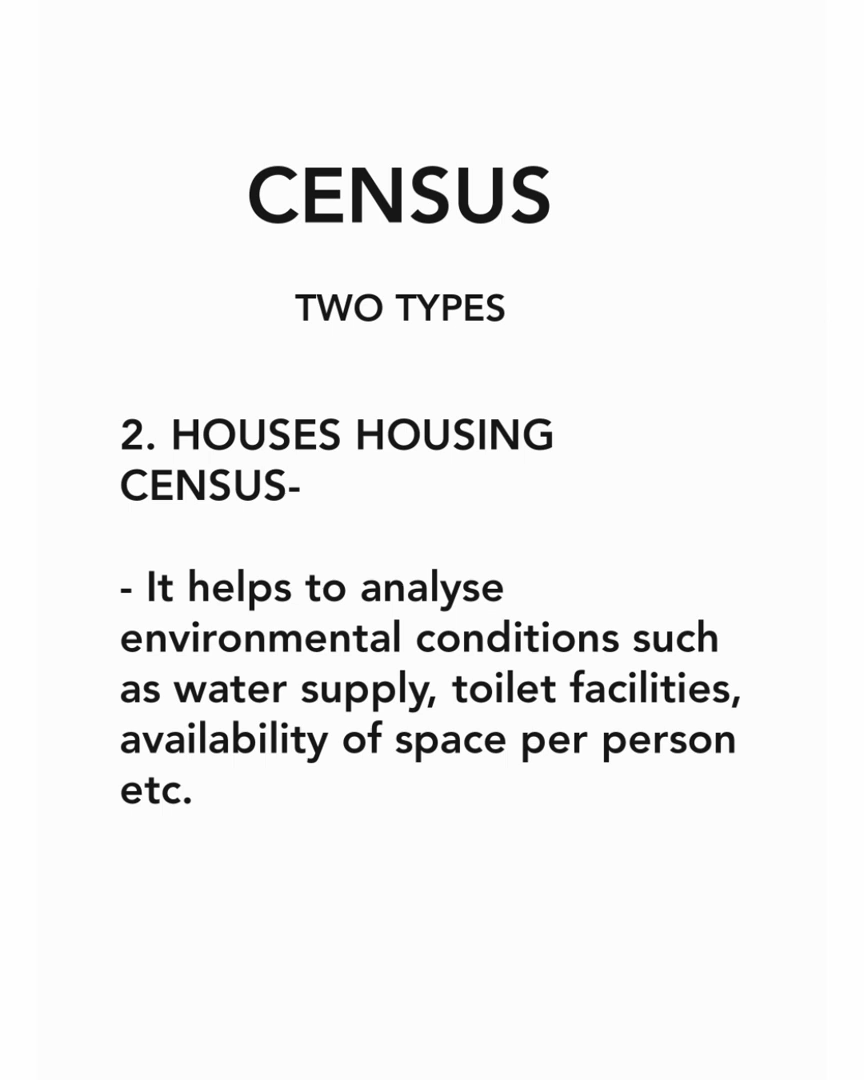 CENSUS
TWO TYPES
2. HOUSES HOUSING
CENSUS-
- It helps to analyse
environmental conditions such
as water supply, toilet facilities,
availability of space per person
etc.